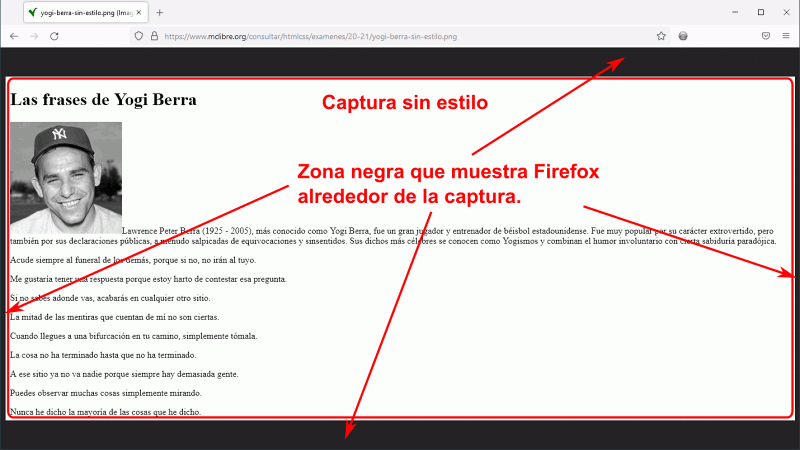 yogi-berra-sin-estilo.png (Imag
https://www.mclibre.org/consultar/htmlcss/examenes/20-21/yogi-berra-sin-estilo.png
Las frases de Yogi Berra
Captura sin estilo
Zona negra que muestra Firefox
alrededor de la captura.
Lawrence Peter Berra (1925 - 2005), más conocido como Yogi Berra, fue un gran jugador y entrenador de béisbol estadounidense. Fue muy popular por su carácter extrovertido, pero
también por sus declaraciones públicas, a menudo salpicadas de equivocaciones y sinsentidos. Sus dichos más célebres se conocen como Yogismos y combinan el humor involuntario con cierta sabiduría paradójica.
Acude siempre al funeral de los demás, porque si no, no irán al tuyo.
Me gustaría tener una respuesta porque estoy harto de contestar esa pregunta.
Si no sabes adonde vas, acabarás en cualquier otro sitio.
La mitad de las mentiras que cuentan de mí no son ciertas.
Cuando llegues a una bifurcación en tu camino, simplemente tómala.
La cosa no ha terminado hasta que no ha terminado.
A ese sitio ya no va nadie porque siempre hay demasiada gente.
Puedes observar muchas cosas simplemente mirando.
Nunca he dicho la mayoría de las cosas que he dicho.